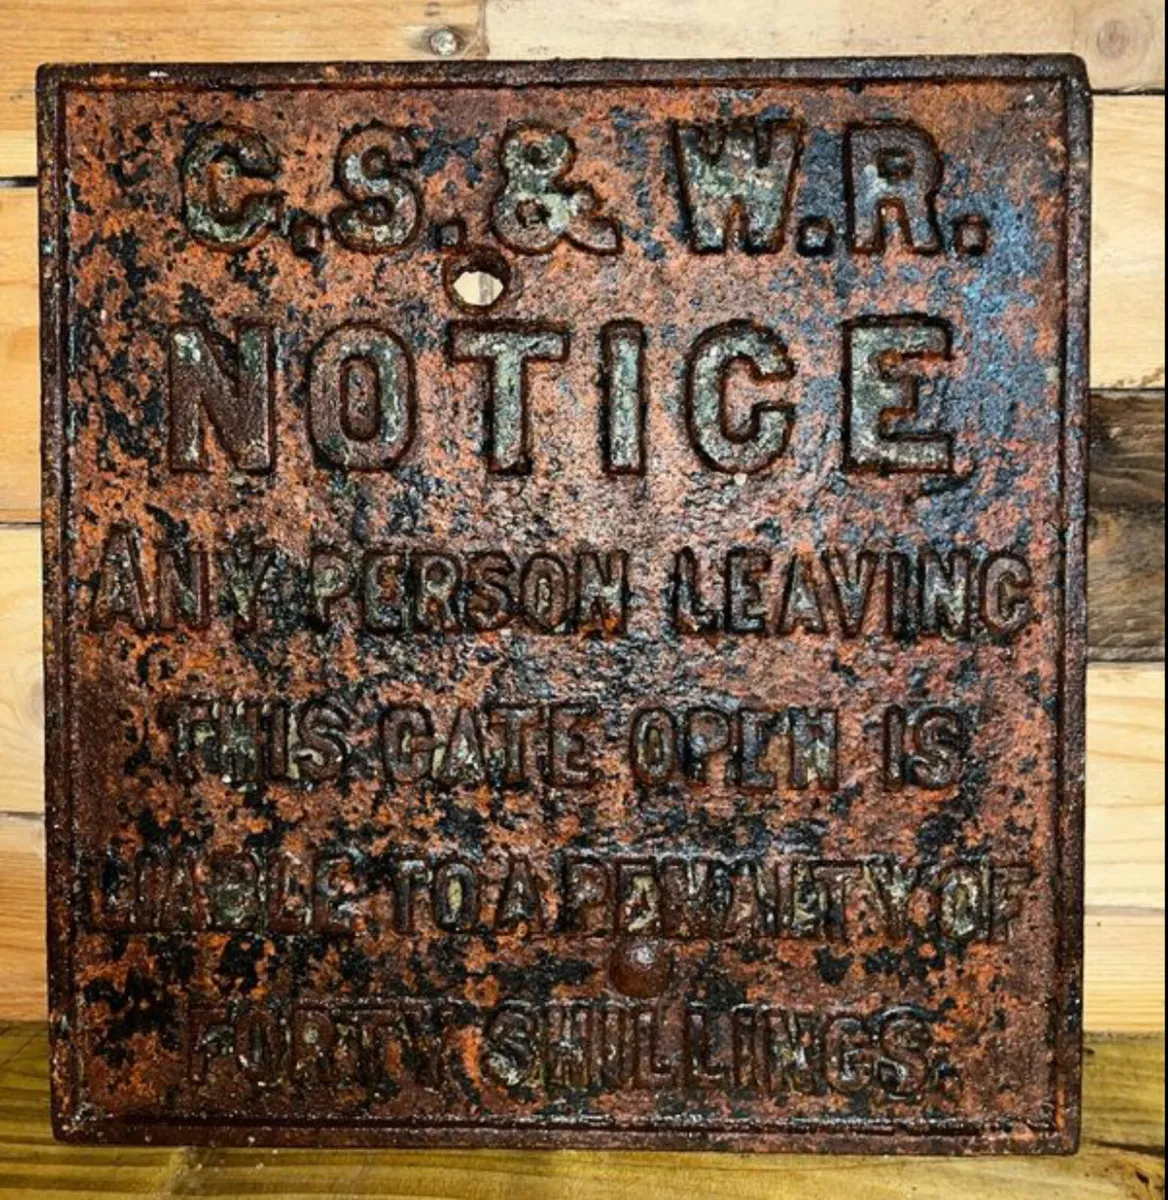 C.S.& W.R.
NOTICE
ANY PERSON LEAVING
THIS GATE OPEN IS
LIABLE TO A PENALTY OF
FORTY SHILLINGS.